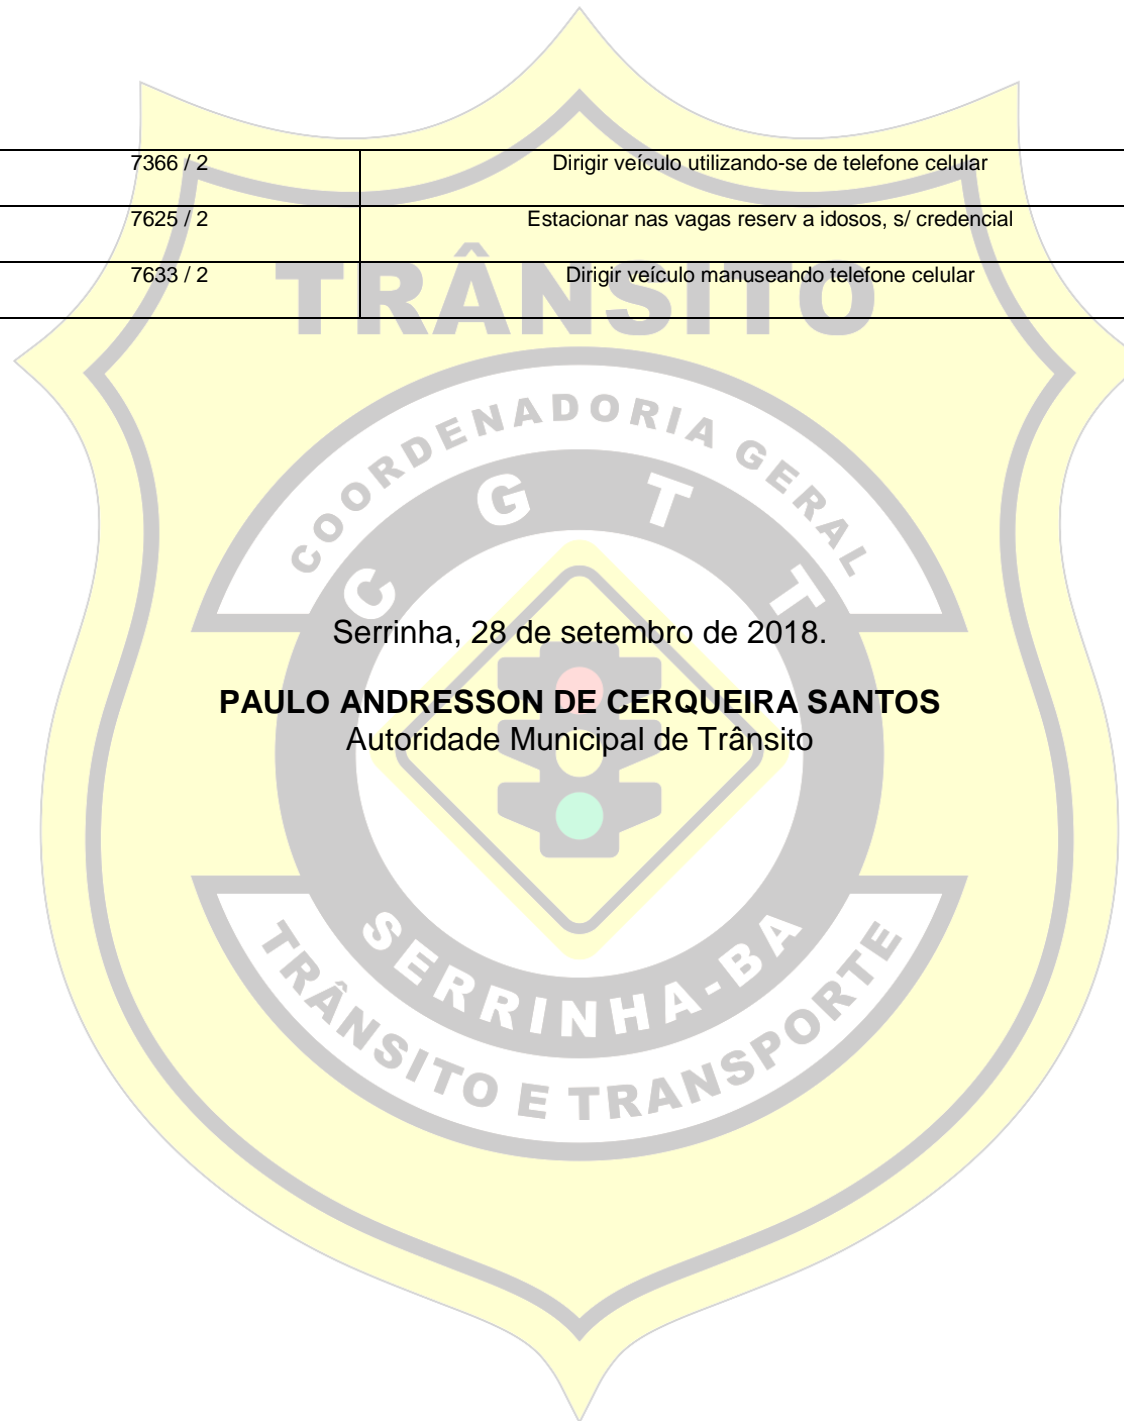 7366 / 2 Dirigir veículo utilizando-se de telefone celular
7625 / 2 Estacionar nas vagas reserv a idosos, s/ credencial
7633 / 2 Dirigir veículo manuseando telefone celular
TRÂNSITO
COORDENADORIA GERAL
C G T T
Serrinha, 28 de setembro de 2018.
PAULO ANDRESSON DE CERQUEIRA SANTOS
Autoridade Municipal de Trânsito
SERRINHA-BA
TRÂNSITO E TRANSPORTE